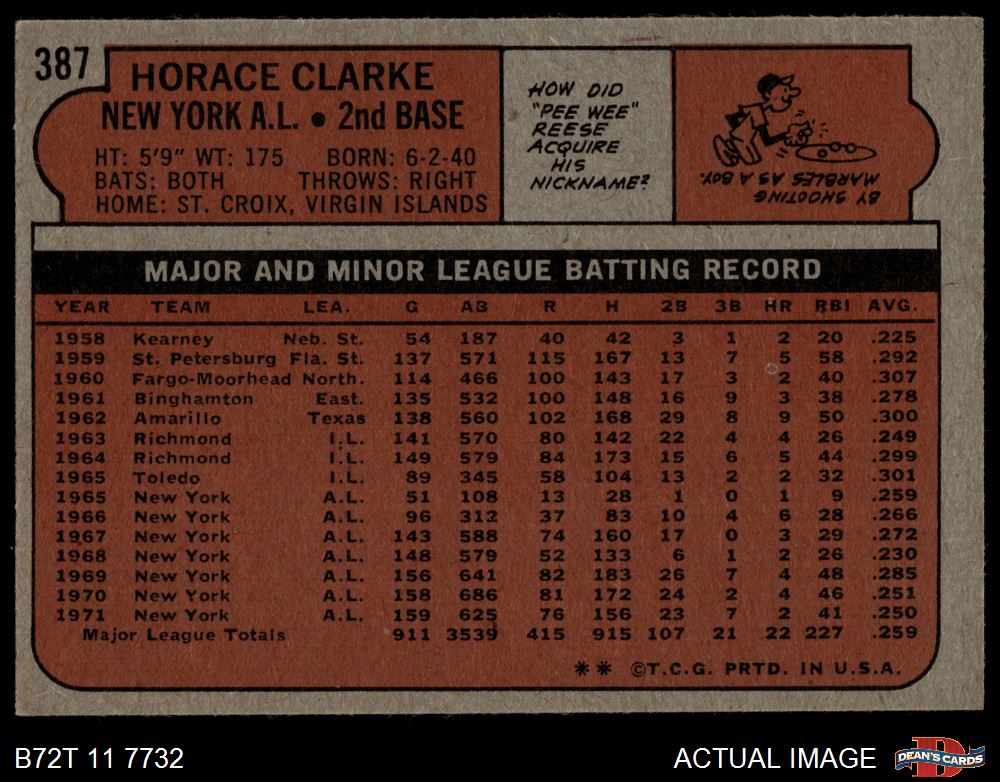 387
HORACE CLARKE
NEW YORK A.L. • 2nd BASE
HT: 5'9" WT: 175 BORN: 6-2-40
BATS: BOTH THROWS: RIGHT
HOME: ST. CROIX, VIRGIN ISLANDS
HOW DID
"PEE WEE"
REESE
ACQUIRE
HIS
NICKNAME?
BY SHOOTING
MARBLES AS A BOY.
MAJOR AND MINOR LEAGUE BATTING RECORD
YEAR TEAM LEA. G AB R H 2B 3B HR RBI AVG.
1958 Kearney Neb. St. 54 187 40 42 3 1 2 20 .225
1959 St. Petersburg Fla. St. 137 571 115 167 13 7 5 58 .292
1960 Fargo-Moorhead North. 114 466 100 143 17 3 2 40 .307
1961 Binghamton East. 135 532 100 148 16 9 3 38 .278
1962 Amarillo Texas 138 560 102 168 29 8 9 50 .300
1963 Richmond I.L. 141 570 80 142 22 4 4 26 .249
1964 Richmond I.L. 149 579 84 173 15 6 5 44 .299
1965 Toledo I.L. 89 345 58 104 13 2 2 32 .301
1965 New York A.L. 51 108 13 28 1 0 1 9 .259
1966 New York A.L. 96 312 37 83 10 4 6 28 .266
1967 New York A.L. 143 588 74 160 17 0 3 29 .272
1968 New York A.L. 148 579 52 133 6 1 2 26 .230
1969 New York A.L. 156 641 82 183 26 7 4 48 .285
1970 New York A.L. 158 686 81 172 24 2 4 46 .251
1971 New York A.L. 159 625 76 156 23 7 2 41 .250
Major League Totals 911 3539 415 915 107 21 22 227 .259
** ©T.C.G. PRTD. IN U.S.A.
B72T 11 7732
ACTUAL IMAGE
D
DEAN'S CARDS